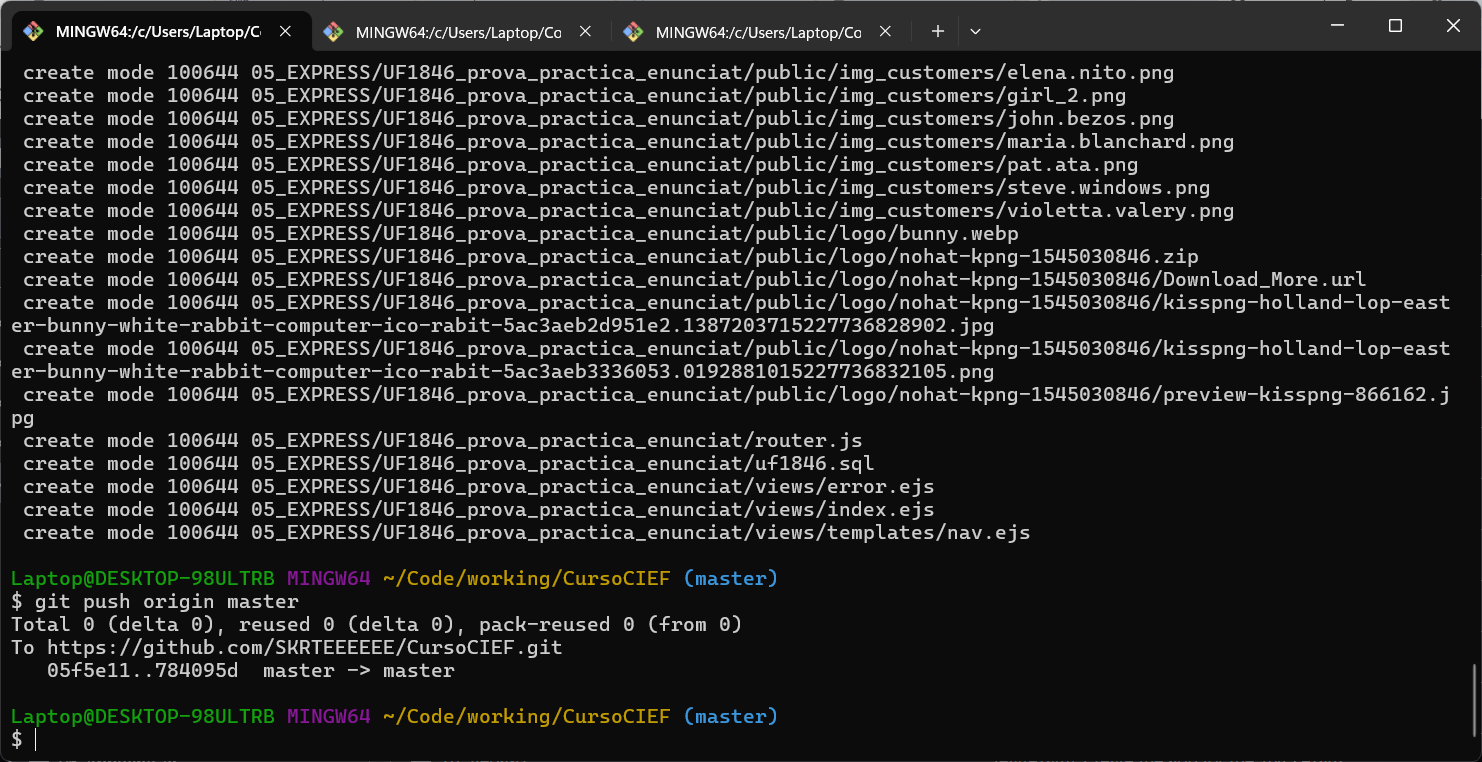 MINGW64:/c/Users/Laptop/Co MINGW64:/c/Users/Laptop/Co MINGW64:/c/Users/Laptop/Co
create mode 100644 05_EXPRESS/UF1846_prova_practica_enunciat/public/img_customers/elena.nito.png
create mode 100644 05_EXPRESS/UF1846_prova_practica_enunciat/public/img_customers/girl_2.png
create mode 100644 05_EXPRESS/UF1846_prova_practica_enunciat/public/img_customers/john.bezos.png
create mode 100644 05_EXPRESS/UF1846_prova_practica_enunciat/public/img_customers/maria.blanchard.png
create mode 100644 05_EXPRESS/UF1846_prova_practica_enunciat/public/img_customers/pat.ata.png
create mode 100644 05_EXPRESS/UF1846_prova_practica_enunciat/public/img_customers/steve.windows.png
create mode 100644 05_EXPRESS/UF1846_prova_practica_enunciat/public/img_customers/violetta.valery.png
create mode 100644 05_EXPRESS/UF1846_prova_practica_enunciat/public/logo/bunny.webp
create mode 100644 05_EXPRESS/UF1846_prova_practica_enunciat/public/logo/nohat-kpng-1545030846.zip
create mode 100644 05_EXPRESS/UF1846_prova_practica_enunciat/public/logo/nohat-kpng-1545030846/Download_More.url
create mode 100644 05_EXPRESS/UF1846_prova_practica_enunciat/public/logo/nohat-kpng-1545030846/kisspng-holland-lop-east
er-bunny-white-rabbit-computer-ico-rabit-5ac3aeb2d951e2.1387203715227736828902.jpg
create mode 100644 05_EXPRESS/UF1846_prova_practica_enunciat/public/logo/nohat-kpng-1545030846/kisspng-holland-lop-east
er-bunny-white-rabbit-computer-ico-rabit-5ac3aeb3336053.0192881015227736832105.png
create mode 100644 05_EXPRESS/UF1846_prova_practica_enunciat/public/logo/nohat-kpng-1545030846/preview-kisspng-866162.j
pg
create mode 100644 05_EXPRESS/UF1846_prova_practica_enunciat/router.js
create mode 100644 05_EXPRESS/UF1846_prova_practica_enunciat/uf1846.sql
create mode 100644 05_EXPRESS/UF1846_prova_practica_enunciat/views/error.ejs
create mode 100644 05_EXPRESS/UF1846_prova_practica_enunciat/views/index.ejs
create mode 100644 05_EXPRESS/UF1846_prova_practica_enunciat/views/templates/nav.ejs
Laptop@DESKTOP-98ULTRB MINGW64 ~/Code/working/CursoCIEF (master)
$ git push origin master
Total 0 (delta 0), reused 0 (delta 0), pack-reused 0 (from 0)
To https://github.com/SKRTEEEEEE/CursoCIEF.git
05f5e11..784095d master -> master
Laptop@DESKTOP-98ULTRB MINGW64 ~/Code/working/CursoCIEF (master)
$